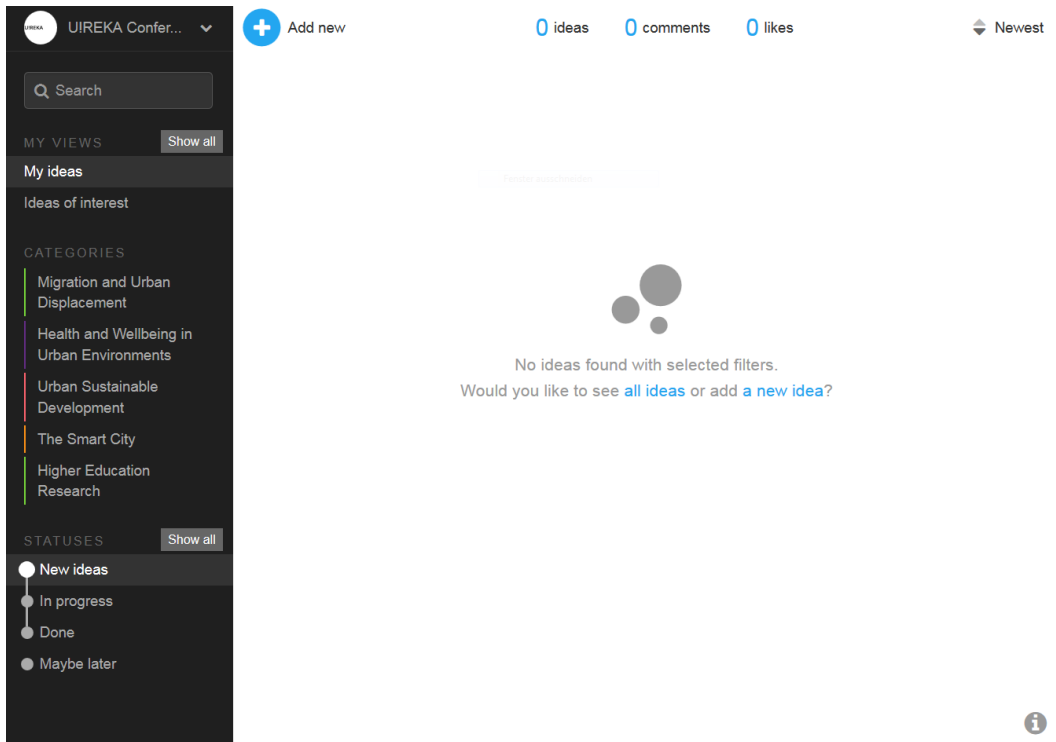 U!REKA
U!REKA Confer...
Add new
0 ideas
0 comments
0 likes
Newest
Search
MY VIEWS
Show all
My ideas
Ideas of interest
CATEGORIES
Migration and Urban
Displacement
Health and Wellbeing in
Urban Environments
Urban Sustainable
Development
The Smart City
Higher Education
Research
STATUSES
Show all
New ideas
In progress
Done
Maybe later
No ideas found with selected filters.
Would you like to see all ideas or add a new idea?